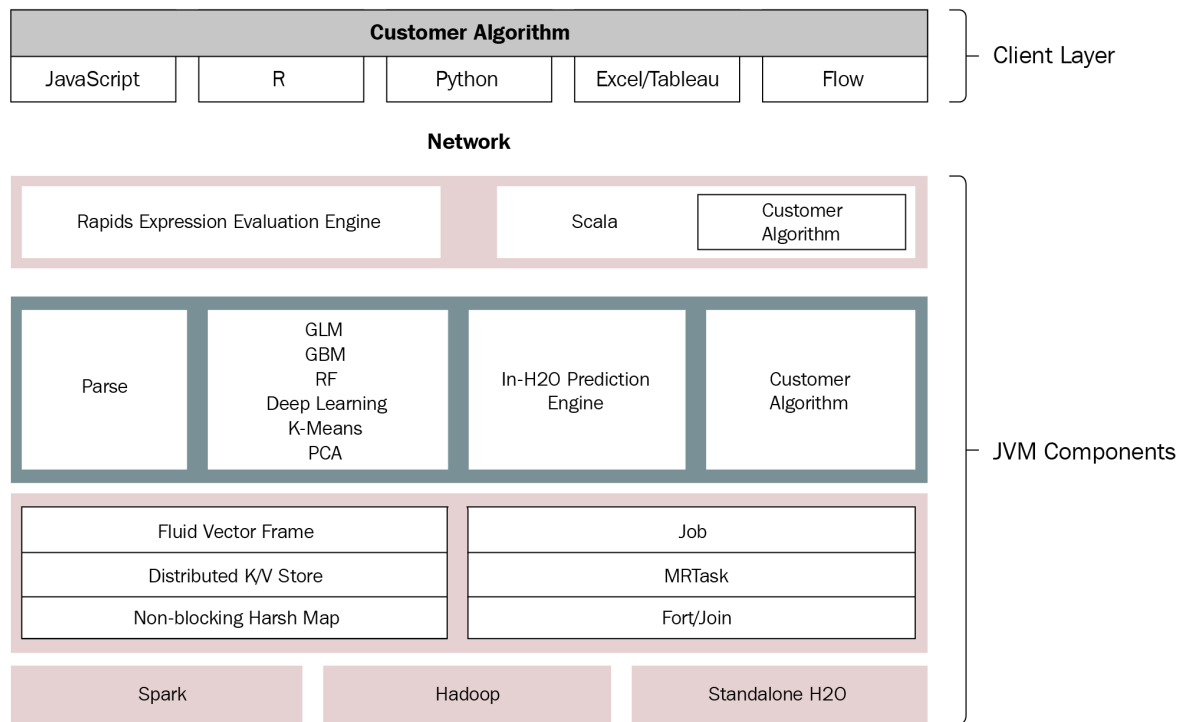 Customer Algorithm
JavaScript
R
Python
Excel/Tableau
Flow
Client Layer
Network
Rapids Expression Evaluation Engine
Scala
Customer
Algorithm
Parse
GLM
GBM
RF
Deep Learning
K-Means
PCA
In-H2O Prediction
Engine
Customer
Algorithm
JVM Components
Fluid Vector Frame
Distributed K/V Store
Non-blocking Harsh Map
Job
MRTask
Fort/Join
Spark
Hadoop
Standalone H2O